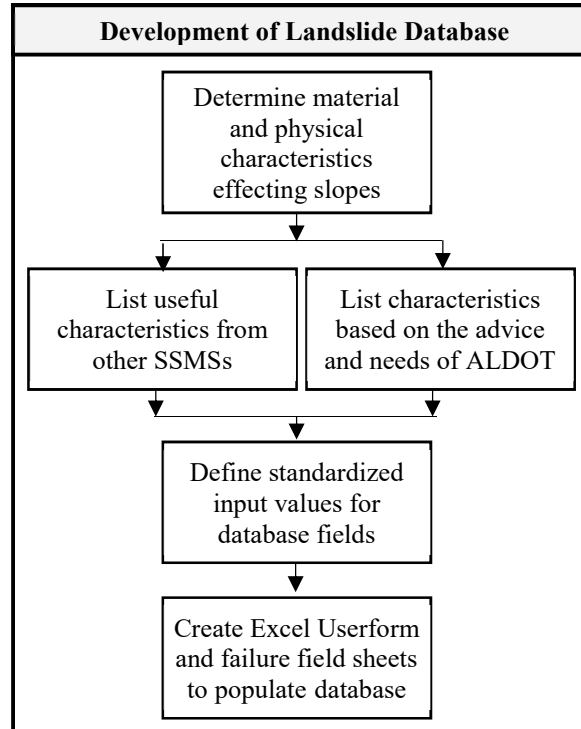 Development of Landslide Database
Determine material
and physical
characteristics
effecting slopes
List useful
characteristics from
other SSMSs
List characteristics
based on the advice
and needs of ALDOT
Define standardized
input values for
database fields
Create Excel Userform
and failure field sheets
to populate database